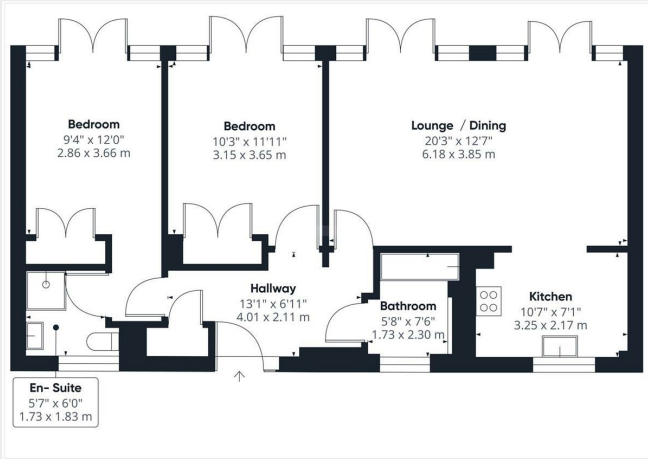 Bedroom
9'4" x 12'0"
2.86 x 3.66 m
Bedroom
10'3" x 11'11"
3.15 x 3.65 m
Lounge / Dining
20'3" x 12'7"
6.18 x 3.85 m
Hallway
13'1" x 6'11"
4.01 x 2.11 m
Bathroom
5'8" x 7'6"
1.73 x 2.30 m
Kitchen
10'7" x 7'1"
3.25 x 2.17 m
En- Suite
5'7" x 6'0"
1.73 x 1.83 m